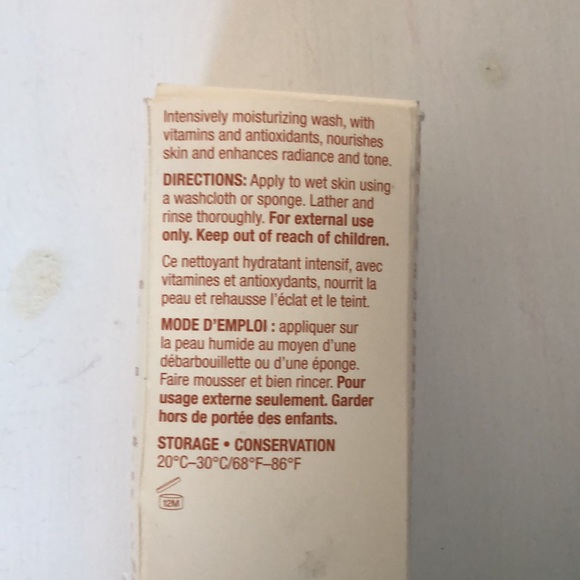 Intensively moisturizing wash, with
vitamins and antioxidants, nourishes
skin and enhances radiance and tone.
DIRECTIONS: Apply to wet skin using
a washcloth or sponge. Lather and
rinse thoroughly. For external use
only. Keep out of reach of children.
Ce nettoyant hydratant intensif, avec
vitamines et antioxydants, nourrit la
peau et rehausse l'éclat et le teint.
MODE D'EMPLOI : appliquer sur
la peau humide au moyen d'une
débarbouillette ou d'une éponge.
Faire mousser et bien rincer. Pour
usage externe seulement. Garder
hors de portée des enfants.
STORAGE • CONSERVATION
20°C–30°C/68°F–86°F
12M